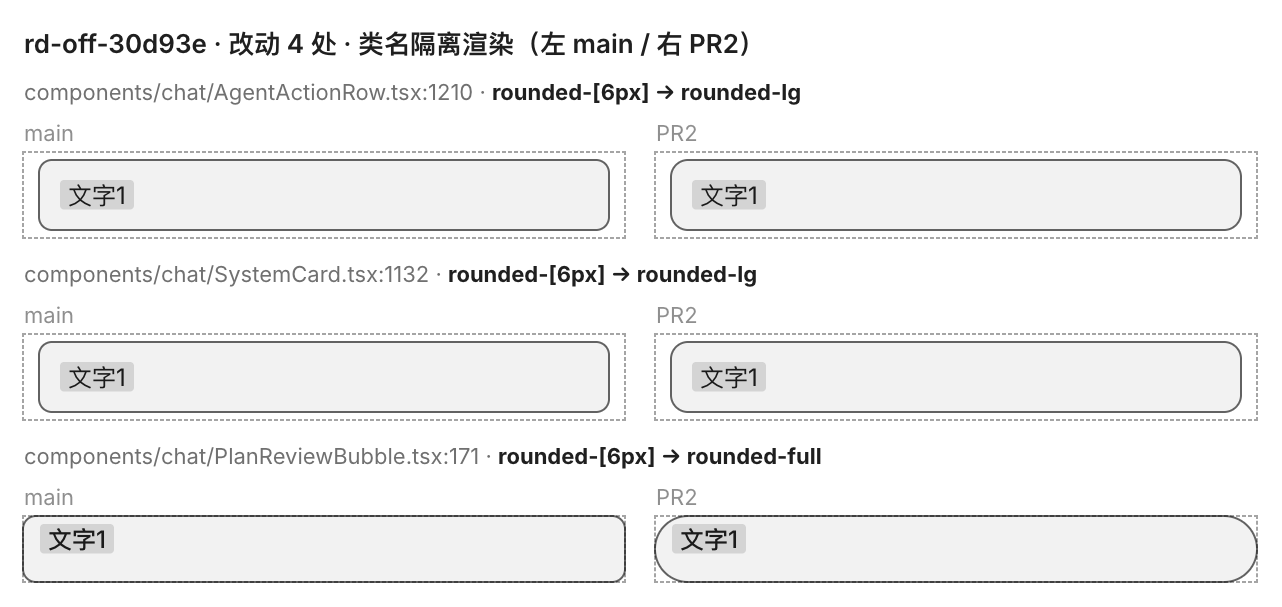 rd-off-30d93e · 改动 4 处 · 类名隔离渲染（左 main / 右 PR2）
components/chat/AgentActionRow.tsx:1210 · rounded-[6px] → rounded-lg
main PR2
文字1 文字1
components/chat/SystemCard.tsx:1132 · rounded-[6px] → rounded-lg
main PR2
文字1 文字1
components/chat/PlanReviewBubble.tsx:171 · rounded-[6px] → rounded-full
main PR2
文字1 文字1